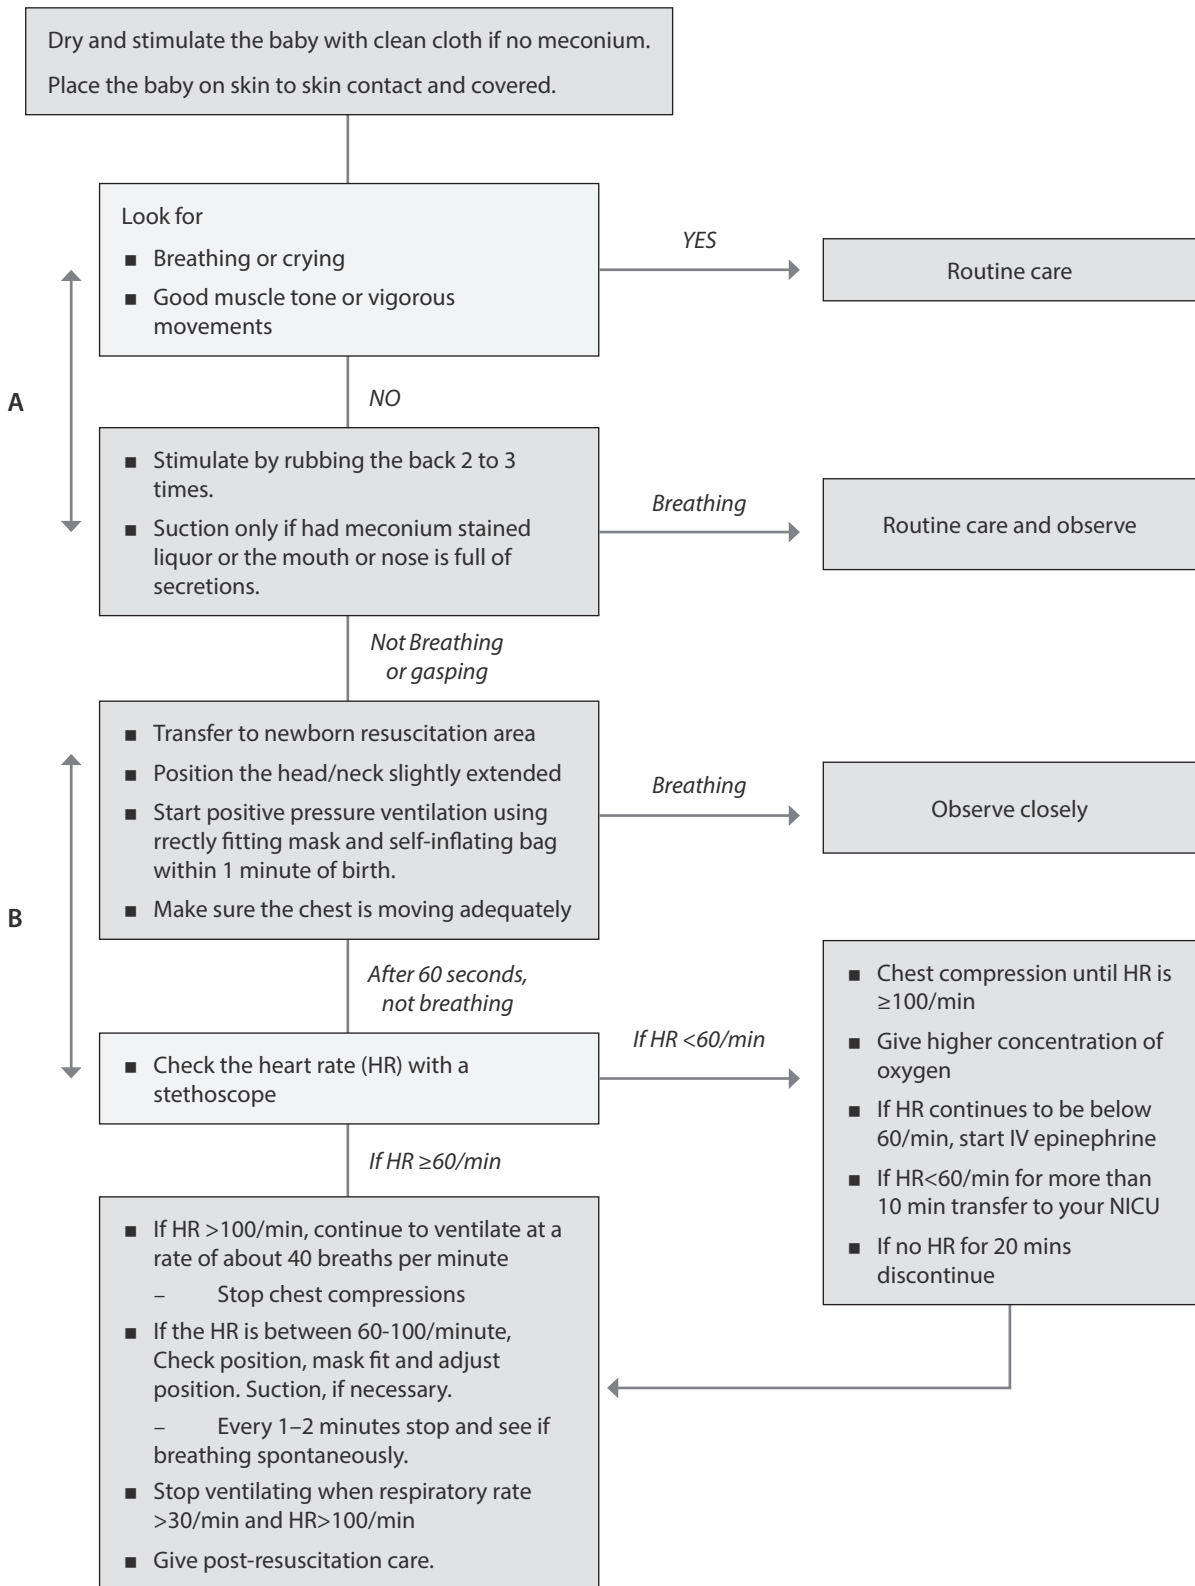 Dry and stimulate the baby with clean cloth if no meconium.
Place the baby on skin to skin contact and covered.
Look for
■ Breathing or crying
■ Good muscle tone or vigorous
movements
YES
Routine care
A
NO
■ Stimulate by rubbing the back 2 to 3
times.
■ Suction only if had meconium stained
liquor or the mouth or nose is full of
secretions.
Breathing
Routine care and observe
Not Breathing
or gasping
■ Transfer to newborn resuscitation area
■ Position the head/neck slightly extended
■ Start positive pressure ventilation using
rrectly fitting mask and self-inflating bag
within 1 minute of birth.
■ Make sure the chest is moving adequately
Breathing
Observe closely
B
After 60 seconds,
not breathing
■ Check the heart rate (HR) with a
stethoscope
If HR <60/min
■ Chest compression until HR is
≥100/min
■ Give higher concentration of
oxygen
■ If HR continues to be below
60/min, start IV epinephrine
■ If HR<60/min for more than
10 min transfer to your NICU
■ If no HR for 20 mins
discontinue
If HR ≥60/min
■ If HR >100/min, continue to ventilate at a
rate of about 40 breaths per minute
– Stop chest compressions
■ If the HR is between 60-100/minute,
Check position, mask fit and adjust
position. Suction, if necessary.
– Every 1–2 minutes stop and see if
breathing spontaneously.
■ Stop ventilating when respiratory rate
>30/min and HR>100/min
■ Give post-resuscitation care.